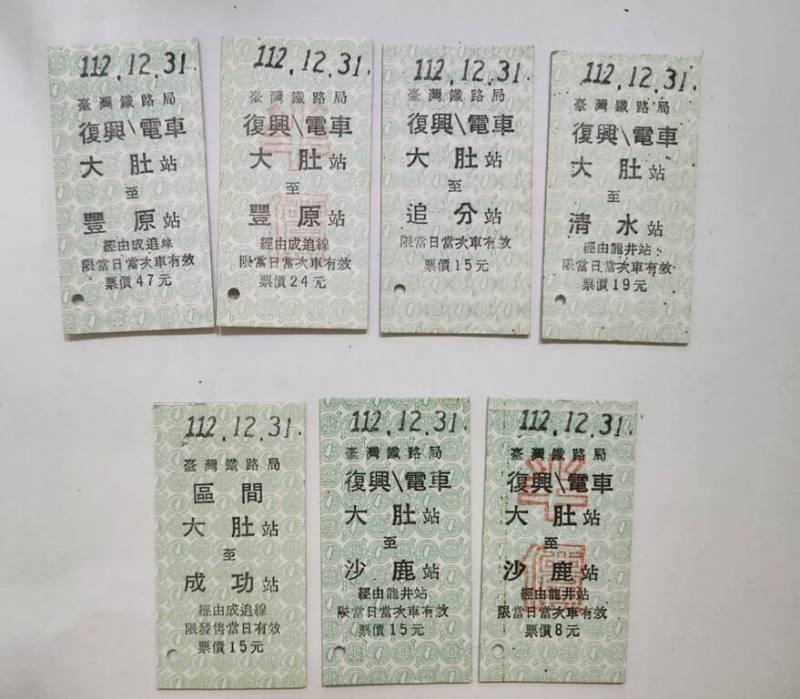 112.12.31.
臺灣鐵路局
復興\電車
大肚站
至
豐原站
經由成追線
限當日當次車有效
票價47元
112.12.31.
臺灣鐵路局
復興\電車
大肚站
至
豐原站
經由成追線
限當日當次車有效
票價24元
半價
112.12.31.
臺灣鐵路局
復興\電車
大肚站
至
追分站
限當日當次車有效
票價15元
112.12.31.
臺灣鐵路局
復興\電車
大肚站
至
清水站
經由龍井站
限當日當次車有效
票價19元
112.12.31.
臺灣鐵路局
區間
大肚站
至
成功站
經由成追線
限發售當日有效
票價15元
112.12.31.
臺灣鐵路局
復興\電車
大肚站
至
沙鹿站
經由龍井站
限當日當次車有效
票價15元
112.12.31.
臺灣鐵路局
復興\電車
大肚站
至
沙鹿站
經由龍井站
限當日當次車有效
票價8元
半價